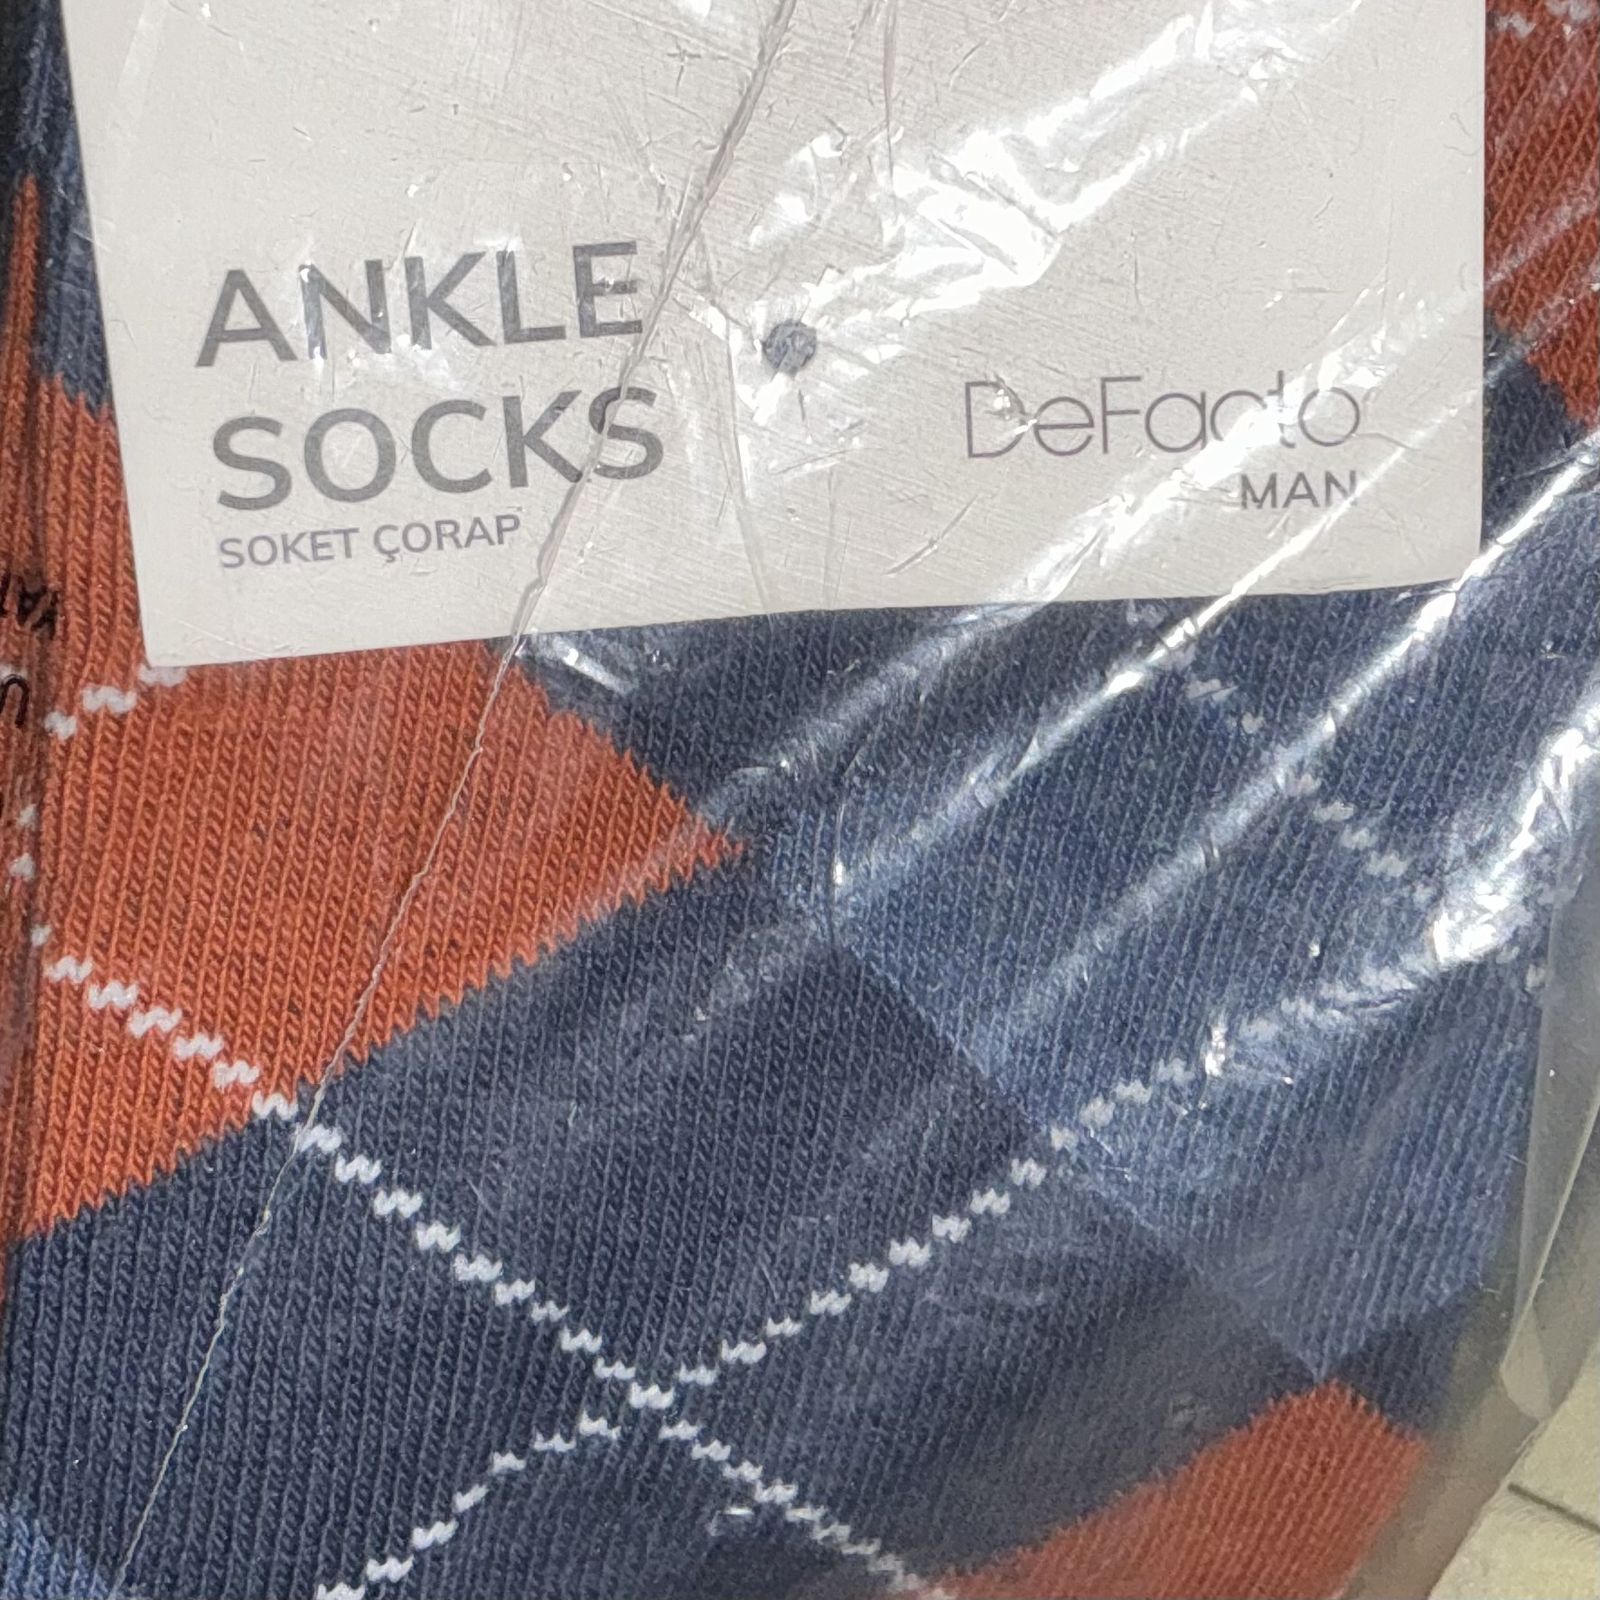 ANKLE
SOCKS
SOKET ÇORAP
DeFacto
MAN